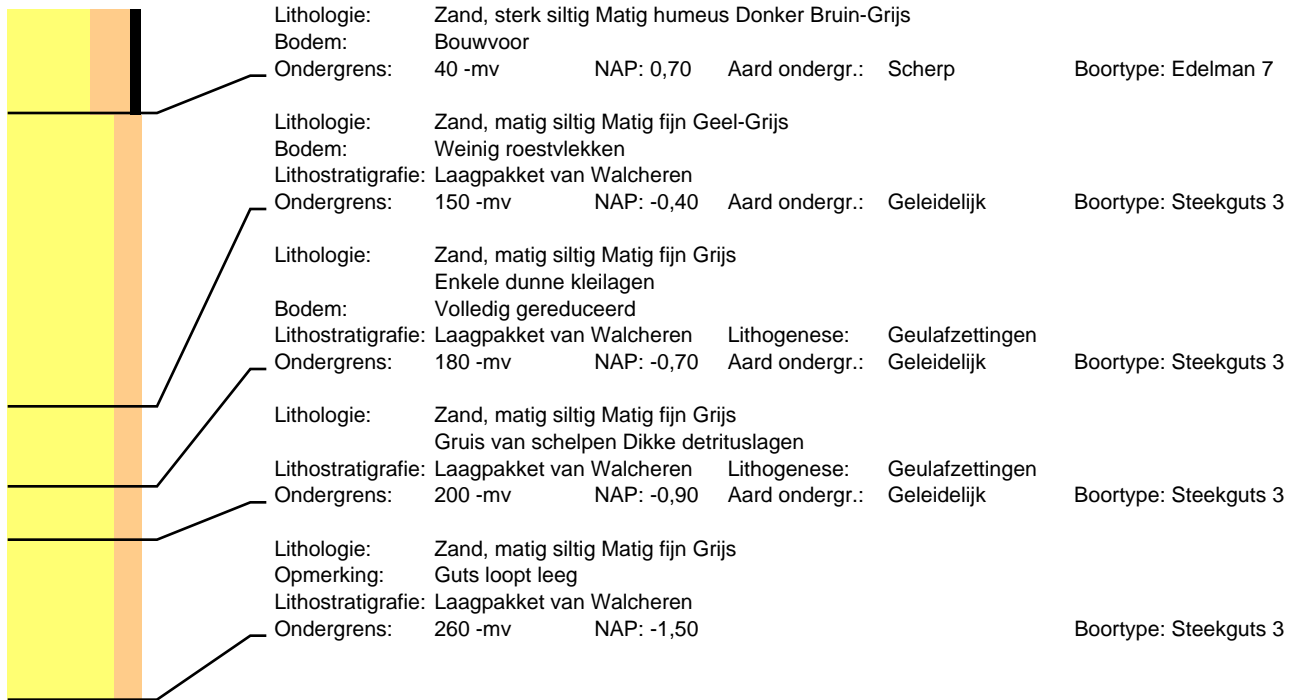 Lithologie: Zand, sterk siltig Matig humeus Donker Bruin-Grijs
Bodem: Bouwvoor
Ondergrens: 40 -mv NAP: 0,70 Aard ondergr.: Scherp Boortype: Edelman 7
Lithologie: Zand, matig siltig Matig fijn Geel-Grijs
Bodem: Weinig roestvlekken
Lithostratigrafie: Laagpakket van Walcheren
Ondergrens: 150 -mv NAP: -0,40 Aard ondergr.: Geleidelijk Boortype: Steekguts 3
Lithologie: Zand, matig siltig Matig fijn Grijs
Enkele dunne kleilagen
Bodem: Volledig gereduceerd
Lithostratigrafie: Laagpakket van Walcheren Lithogenese: Geulafzettingen
Ondergrens: 180 -mv NAP: -0,70 Aard ondergr.: Geleidelijk Boortype: Steekguts 3
Lithologie: Zand, matig siltig Matig fijn Grijs
Gruis van schelpen Dikke detrituslagen
Lithostratigrafie: Laagpakket van Walcheren Lithogenese: Geulafzettingen
Ondergrens: 200 -mv NAP: -0,90 Aard ondergr.: Geleidelijk Boortype: Steekguts 3
Lithologie: Zand, matig siltig Matig fijn Grijs
Opmerking: Guts loopt leeg
Lithostratigrafie: Laagpakket van Walcheren
Ondergrens: 260 -mv NAP: -1,50 Boortype: Steekguts 3